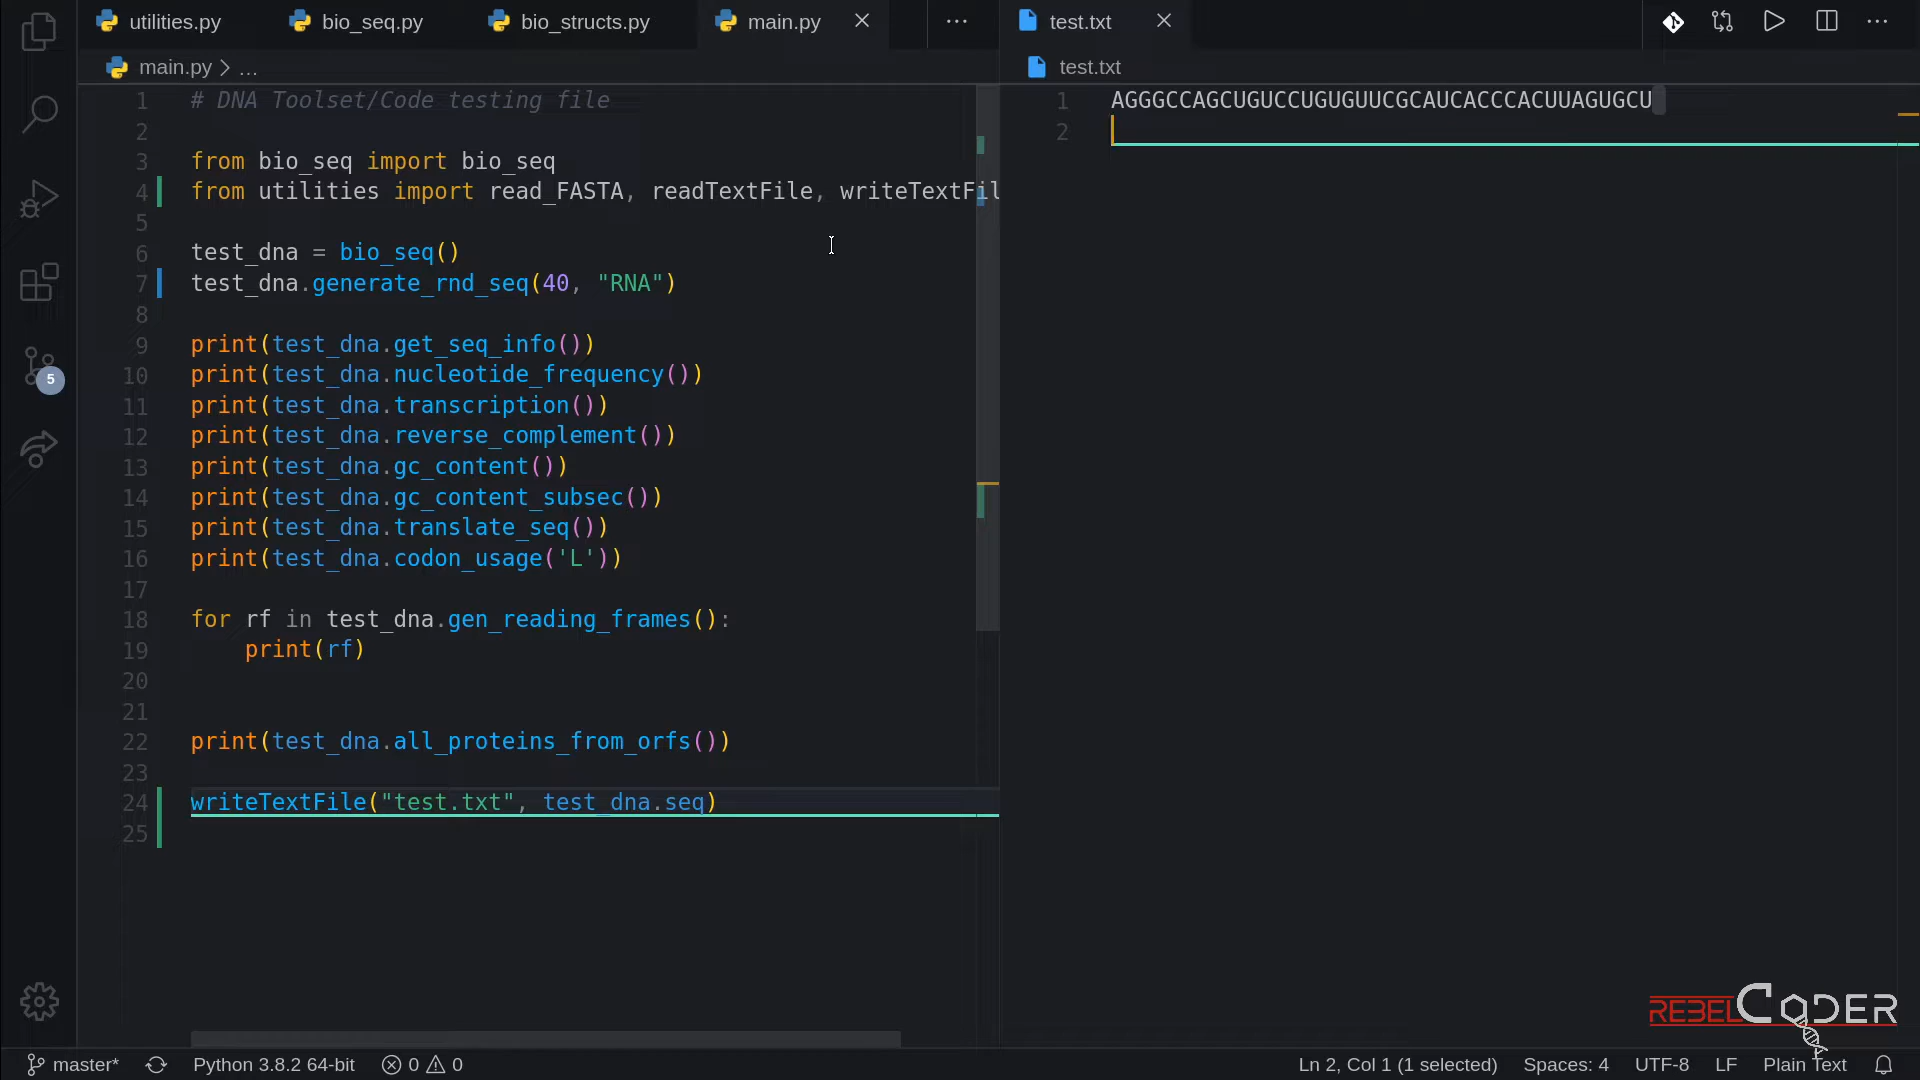 utilities.py
bio_seq.py
bio_structs.py
main.py
test.txt
main.py > ...
test.txt
1 # DNA Toolset/Code testing file
2
3 from bio_seq import bio_seq
4 from utilities import read_FASTA, readTextFile, writeTextFil
5
6 test_dna = bio_seq()
7 test_dna.generate_rnd_seq(40, "RNA")
8
9 print(test_dna.get_seq_info())
10 print(test_dna.nucleotide_frequency())
11 print(test_dna.transcription())
12 print(test_dna.reverse_complement())
13 print(test_dna.gc_content())
14 print(test_dna.gc_content_subsec())
15 print(test_dna.translate_seq())
16 print(test_dna.codon_usage('L'))
17
18 for rf in test_dna.gen_reading_frames():
19     print(rf)
20
21
22 print(test_dna.all_proteins_from_orfs())
23
24 writeTextFile("test.txt", test_dna.seq)
25
1 AGGGCCAGCUGUCCUGUGUUCGCAUCACCCACUUAGUGCU
2
5
REBELCODER
master*
Python 3.8.2 64-bit
0
0
Ln 2, Col 1 (1 selected)
Spaces: 4
UTF-8
LF
Plain Text